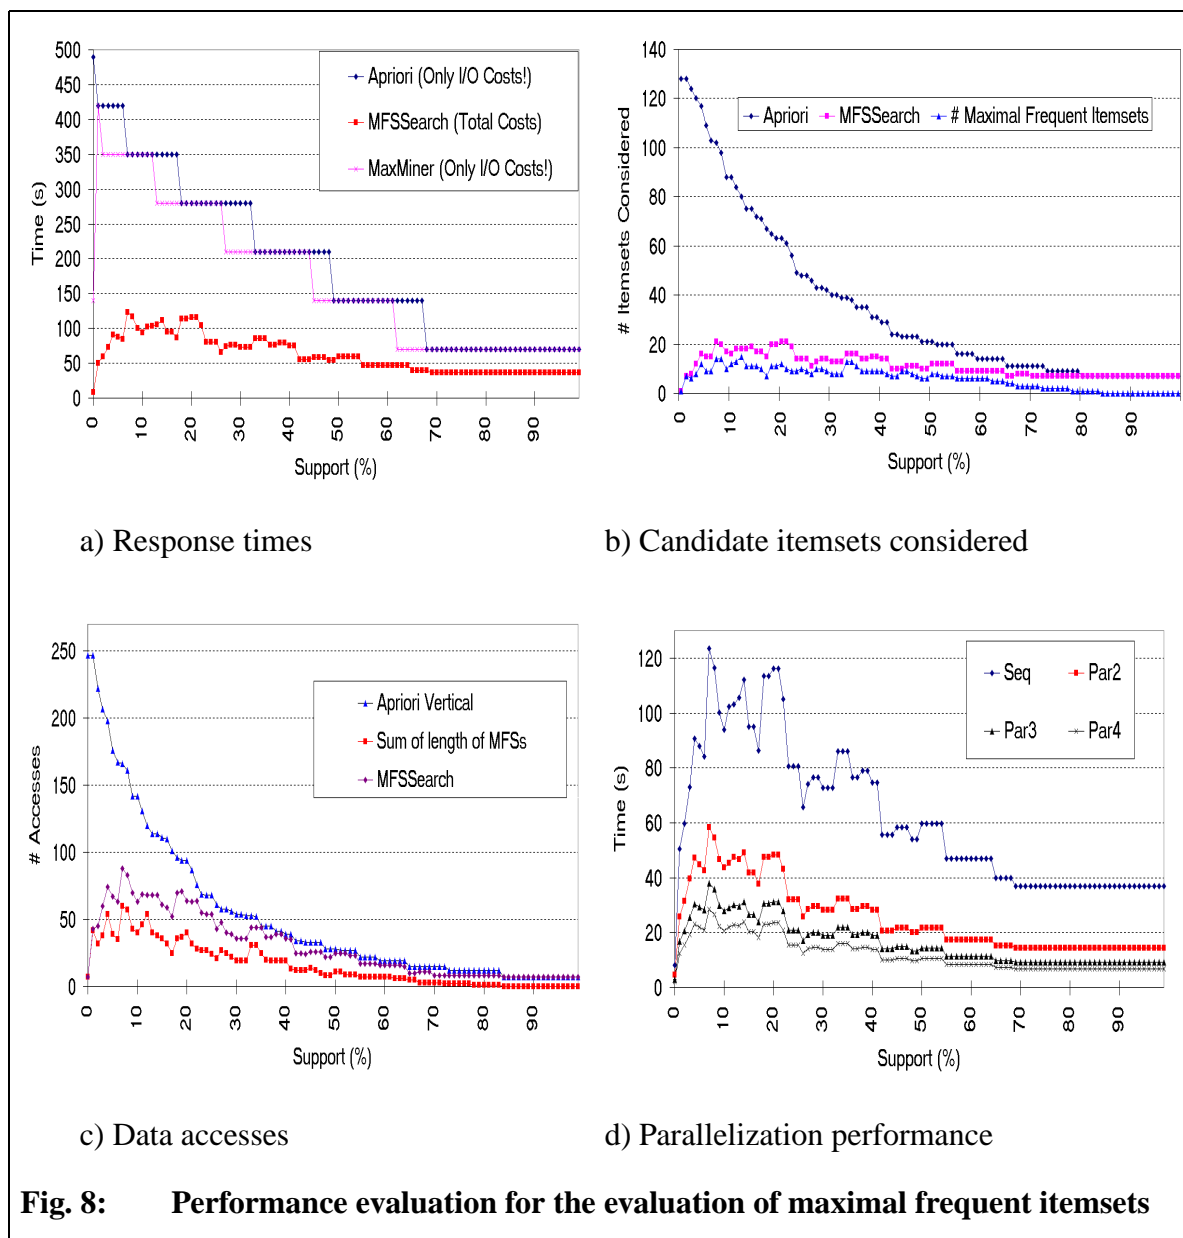 500
450
400
350
300
250
200
150
100
50
0
Time (s)
Apriori (Only I/O Costs!)
MFSSearch (Total Costs)
MaxMiner (Only I/O Costs!)
0 10 20 30 40 50 60 70 80 90
Support (%)
a) Response times
140
120
100
80
60
40
20
0
# Itemsets Considered
Apriori MFSSearch # Maximal Frequent Itemsets
0 10 20 30 40 50 60 70 80 90
Support (%)
b) Candidate itemsets considered
250
200
150
100
50
0
# Accesses
Apriori Vertical
Sum of length of MFSs
MFSSearch
0 10 20 30 40 50 60 70 80 90
Support (%)
c) Data accesses
120
100
80
60
40
20
0
Time (s)
Seq Par2
Par3 Par4
0 10 20 30 40 50 60 70 80 90
Support (%)
d) Parallelization performance
Fig. 8: Performance evaluation for the evaluation of maximal frequent itemsets